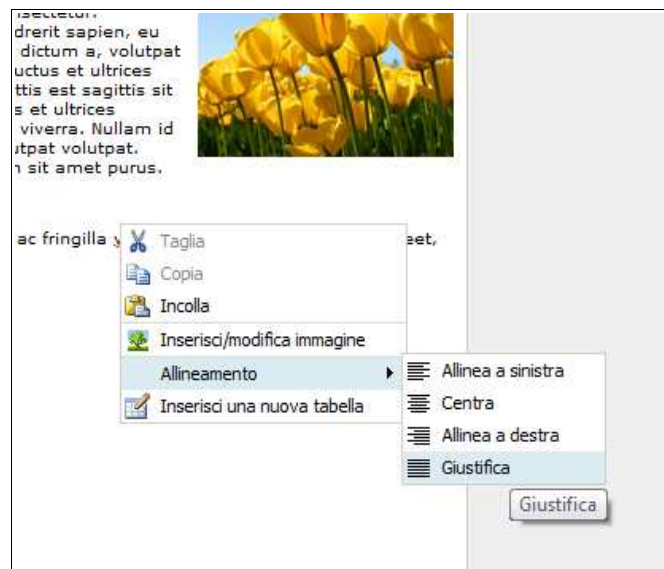 nsectetur.
drerit sapien, eu
dictum a, volutpat
uctus et ultrices
ttis est sagittis sit
s et ultrices
viverra. Nullam id
utpat volutpat.
n sit amet purus.
ac fringilla eet,
Taglia
Copia
Incolla
Inserisci/modifica immagine
Allineamento
Inserisci una nuova tabella
Allinea a sinistra
Centra
Allinea a destra
Giustifica
Giustifica